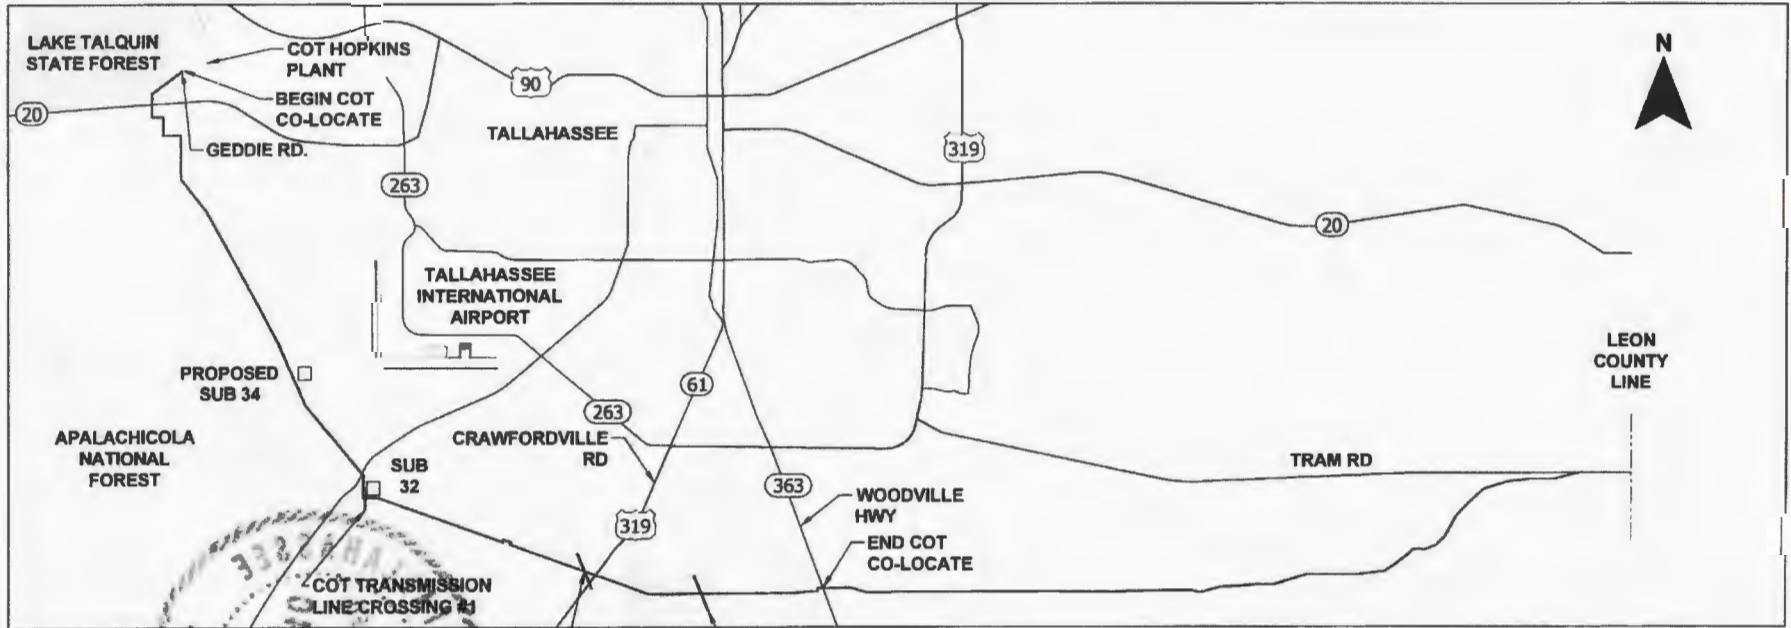 LAKE TALQUIN
STATE FOREST
COT HOPKINS
PLANT
BEGIN COT
CO-LOCATE
GEDDIE RD.
20
90
TALLAHASSEE
263
319
N
20
TALLAHASSEE
INTERNATIONAL
AIRPORT
PROPOSED
SUB 34
61
263
LEON
COUNTY
LINE
APALACHICOLA
NATIONAL
FOREST
CRAWFORDVILLE
RD
SUB
32
TRAM RD
363
319
WOODVILLE
HWY
END COT
CO-LOCATE
COT TRANSMISSION
LINE CROSSING #1